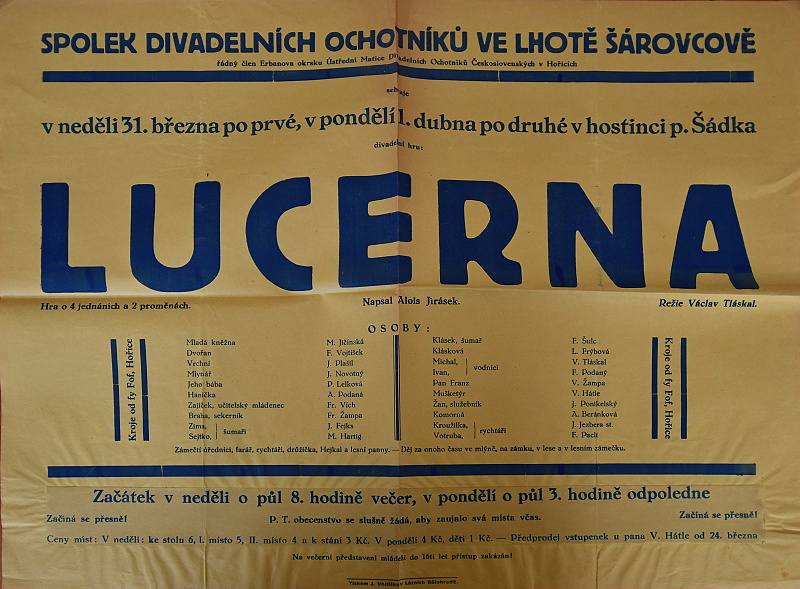 SPOLEK DIVADELNÍCH OCHOTNÍKŮ VE LHOTĚ ŠÁROVCOVĚ
řádný člen Erbanova okrsku Ústřední Matice Divadelních Ochotníků Československých v Hořicích
sehraje
v neděli 31. března po prvé, v pondělí 1. dubna po druhé v hostinci p. Šádka
divadelní hru:
LUCERNA
Hra o 4 jednáních a 2 proměnách.
Napsal Alois Jirásek.
Režie Václav Tláskal.
OSOBY:
Kroje od fy Fof, Hořice
Mladá kněžna M. Jičínská
Dvořan F. Vojtíšek
Vrchní J. Plašil
Mlynář J. Novotný
Jeho bába P. Lelková
Hanička A. Podaná
Zajíček, učitelský mládenec Fr. Vich
Braha, sekerník Fr. Žampa
Zima, J. Fejks
šumaři
Sejtko, M. Hartig
Klásek, šumař F. Šulc
Klásková L. Frýbová
Michal, V. Tláskal
vodníci
Ivan, F. Podaný
Pan Franz V. Žampa
Mušketýr V. Hátle
Žan, služebník J. Ponikelský
Komorná A. Beránková
Kroužilka, J. Jezbera st.
rychtáři
Votruba, F. Pacit
Kroje od fy Fof, Hořice
Zámečtí úředníci, farář, rychtáři, družička, Hejkal a lesní panny. — Děj za onoho času ve mlýně, na zámku, v lese a v lesním zámečku.
Začátek v neděli o půl 8. hodině večer, v pondělí o půl 3. hodině odpoledne
Začíná se přesně!
P. T. obecenstvo se slušně žádá, aby zaujalo svá místa včas.
Začíná se přesně!
Ceny míst: V neděli: ke stolu 6, I. místo 5, II. místo 4 a k stání 3 Kč. V pondělí 4 Kč, děti 1 Kč. — Předprodej vstupenek u pana V. Hátle od 24. března
Na večerní představení mládeži do 16ti let přístup zakázán!
Tiskem J. Vojtíška v Lázních Bělohradě.